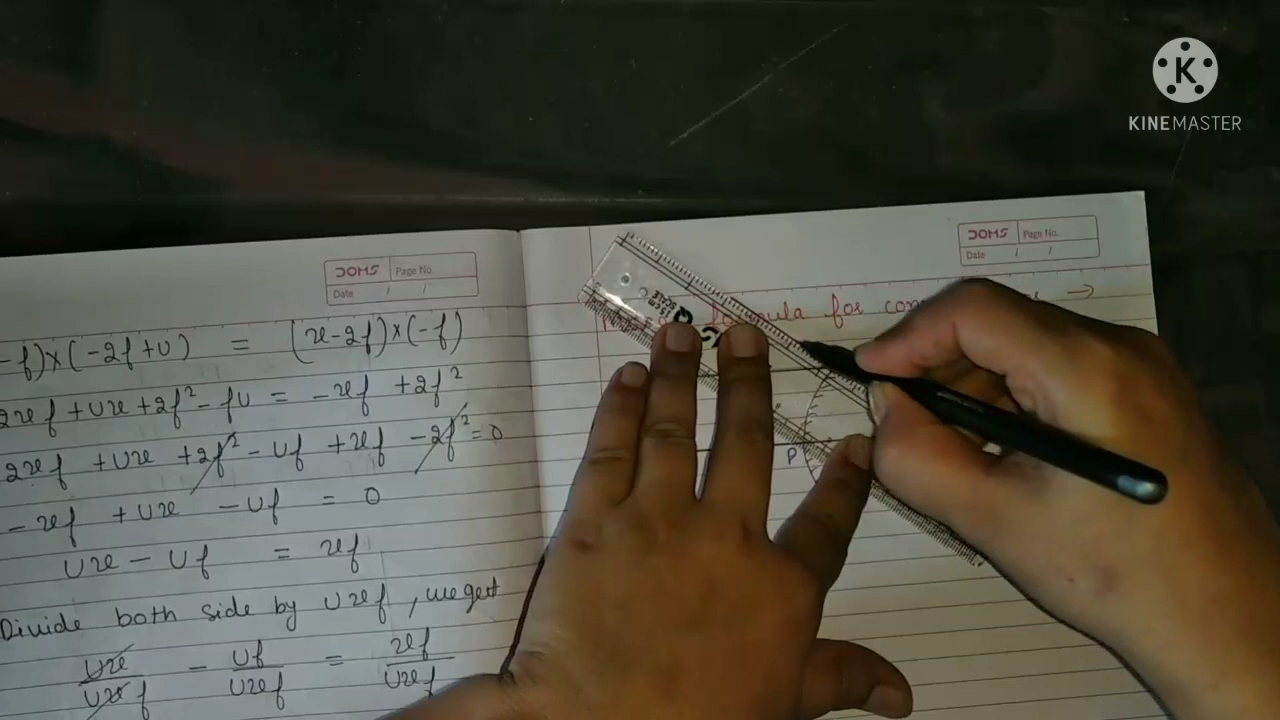 KINEMASTER
DOMS Page No.
Date / /
-f)×(-2f+u) = (x-2f)×(-f)
2xf + ux + 2f² - fu = -xf + 2f²
2xf + ux + 2f² - uf + xf - 2f² = 0
- xf + ux - uf = 0
ux - uf = xf
Divide both side by uxf, we get
ux/uxf - uf/uxf = xf/uxf
DOMS Page No.
Date / /
formula for
P
15cm
SCALE